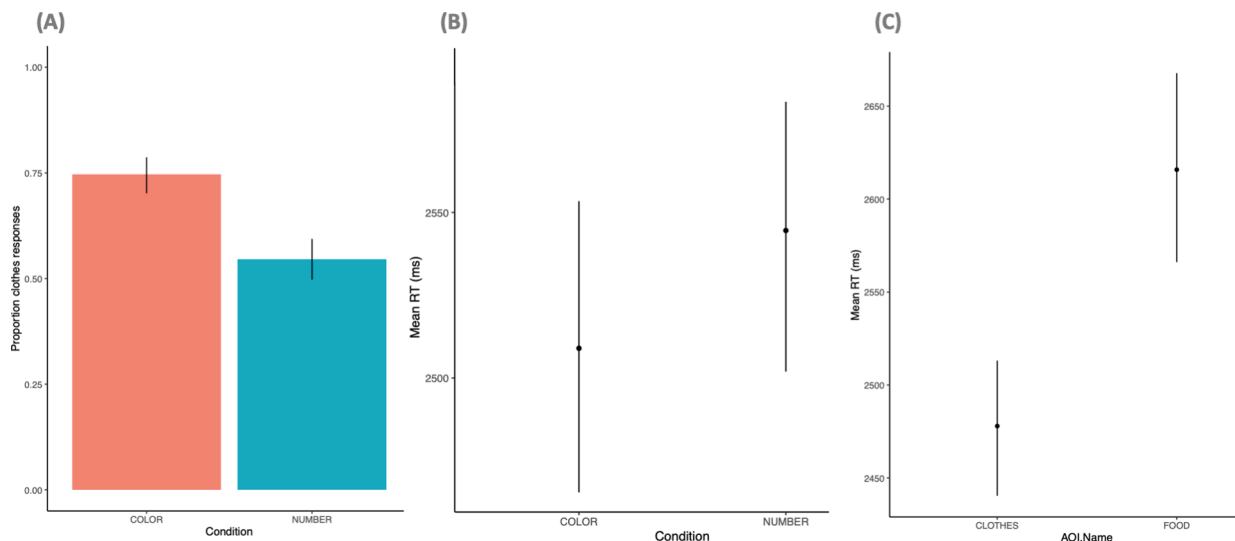 (A)
Proportion clothes responses
1.00
0.75
0.50
0.25
0.00
COLOR
NUMBER
Condition
(B)
Mean RT (ms)
2550
2500
COLOR
NUMBER
Condition
(C)
Mean RT (ms)
2650
2600
2550
2500
2450
CLOTHES
FOOD
AOI.Name